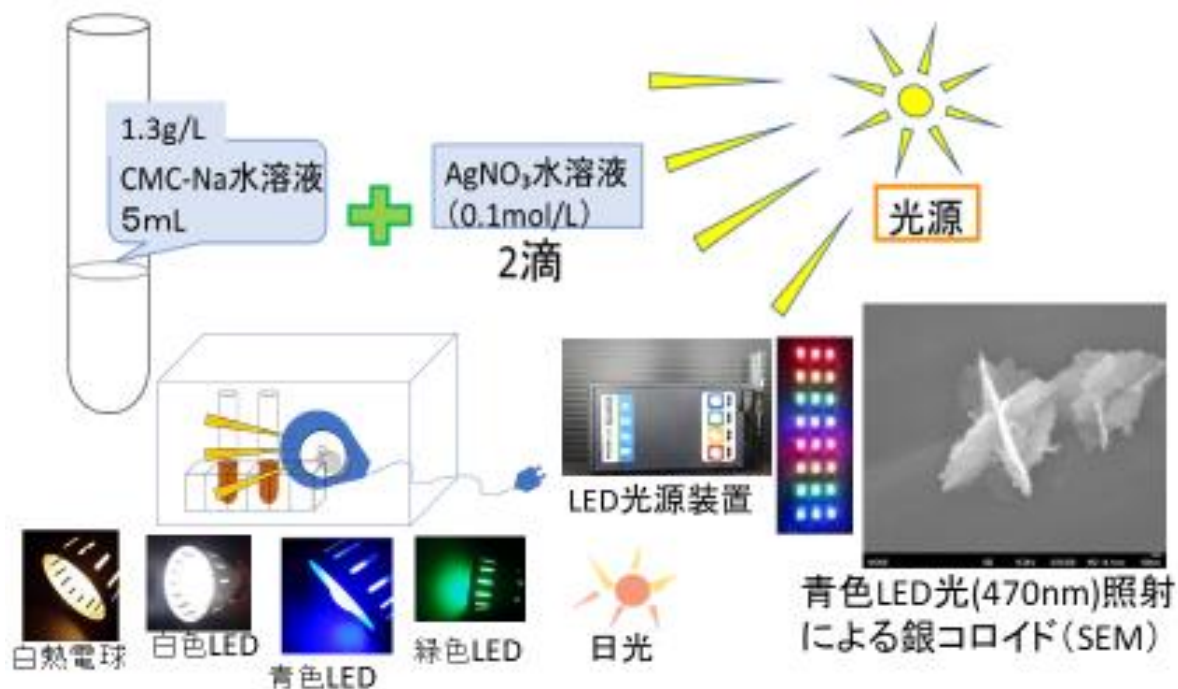 1.3g/L
CMC-Na水溶液
5mL
AgNO₃水溶液
(0.1mol/L)
2滴
光源
LED光源装置
白熱電球
白色LED
青色LED
緑色LED
日光
青色LED光(470nm)照射
による銀コロイド(SEM)